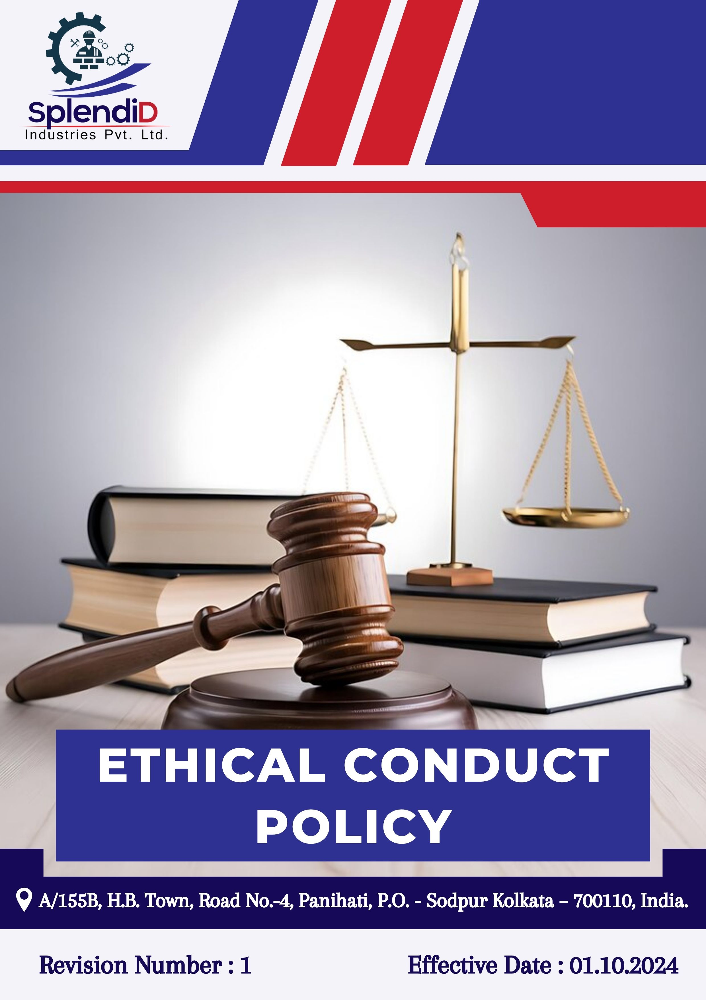 SplendiD
Industries Pvt. Ltd.
ETHICAL CONDUCT
POLICY
A/155B, H.B. Town, Road No.-4, Panihati, P.O. - Sodpur Kolkata – 700110, India.
Revision Number : 1
Effective Date : 01.10.2024